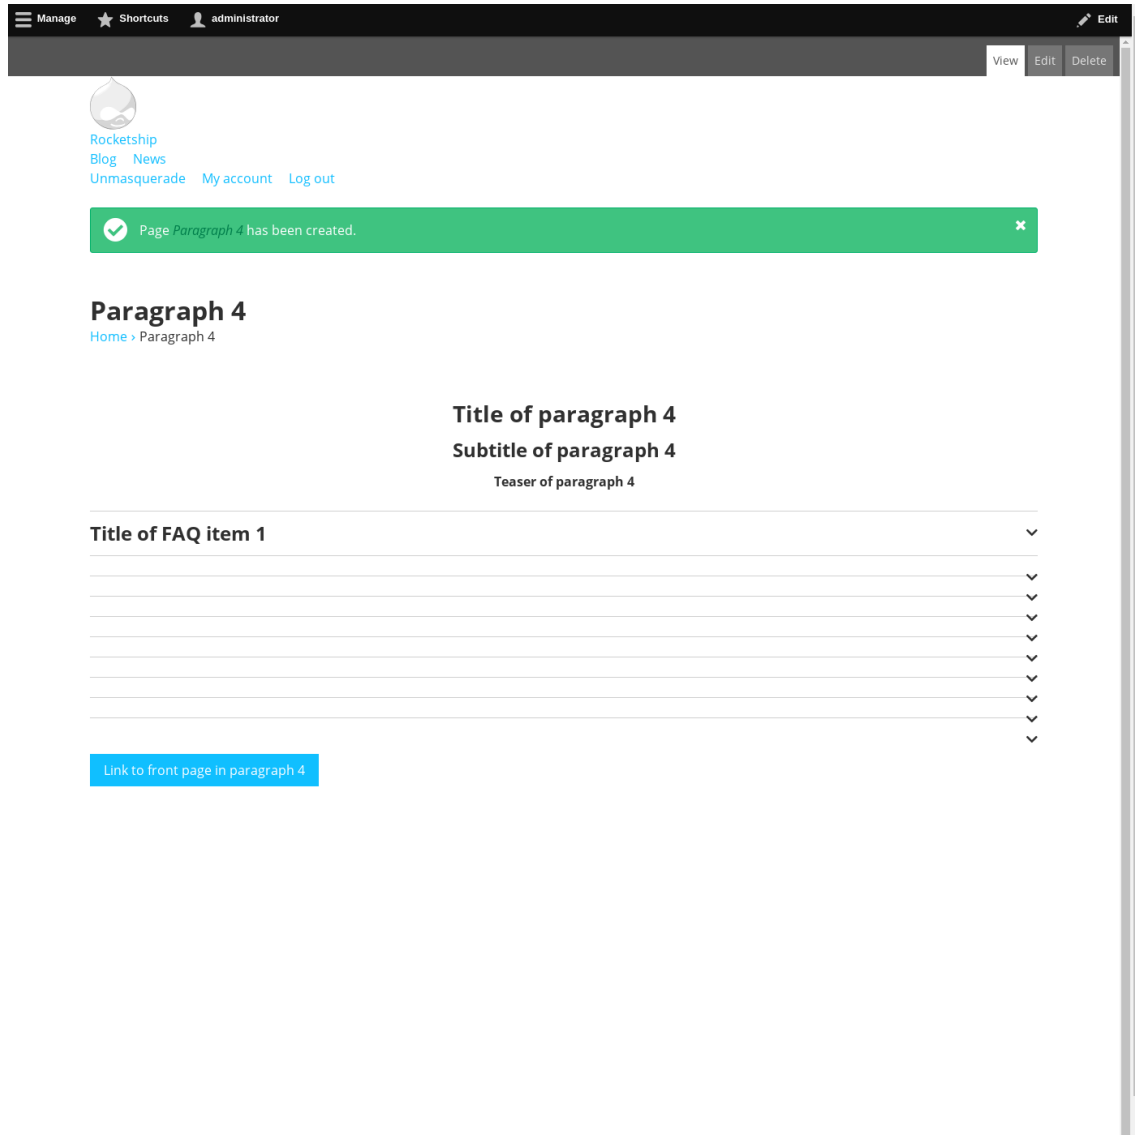 Manage Shortcuts administrator Edit
View Edit Delete
Rocketship
Blog News
Unmasquerade My account Log out
Page Paragraph 4 has been created.
Paragraph 4
Home › Paragraph 4
Title of paragraph 4
Subtitle of paragraph 4
Teaser of paragraph 4
Title of FAQ item 1
Link to front page in paragraph 4